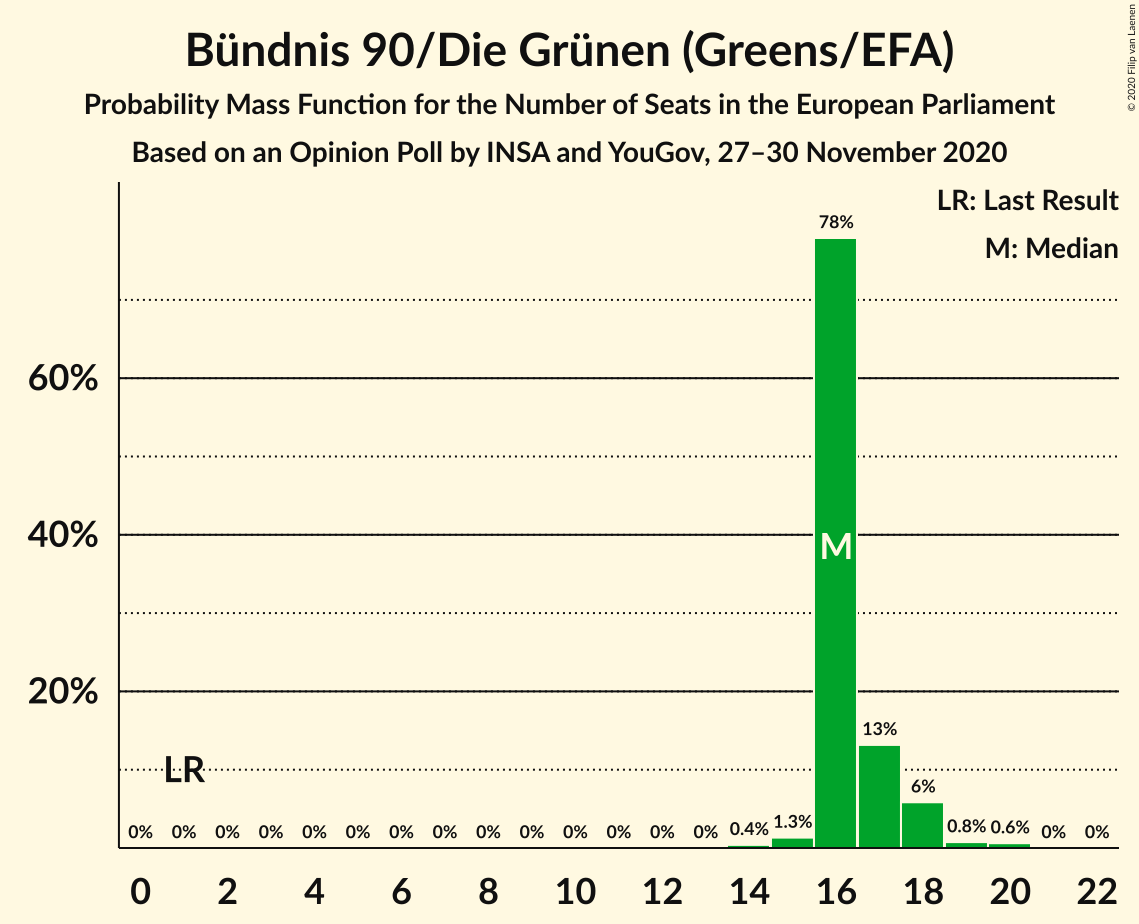 Bündnis 90/Die Grünen (Greens/EFA)
Probability Mass Function for the Number of Seats in the European Parliament
Based on an Opinion Poll by INSA and YouGov, 27–30 November 2020
© 2020 Filip van Laenen
LR: Last Result
M: Median
78%
60%
40%
M
20%
13%
LR
6%
0% 0% 0% 0% 0% 0% 0% 0% 0% 0% 0% 0% 0% 0% 0.4% 1.3% 0.8% 0.6% 0% 0%
0 2 4 6 8 10 12 14 16 18 20 22